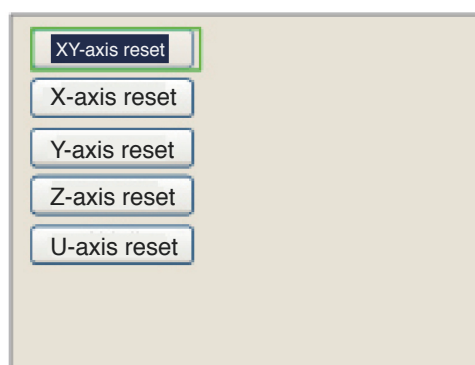 XY-axis reset
X-axis reset
Y-axis reset
Z-axis reset
U-axis reset